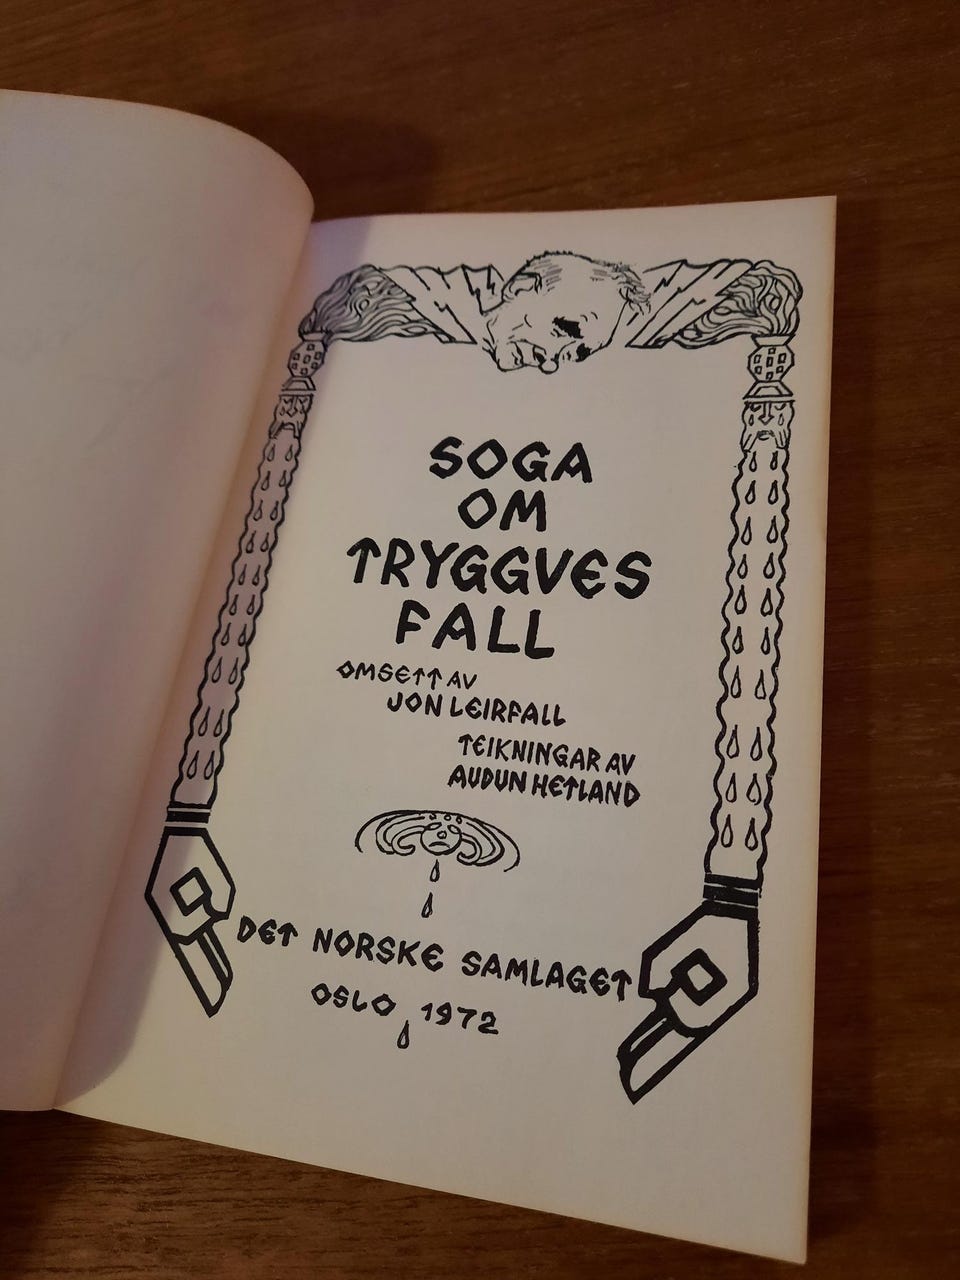 SOGA
OM
TRYGGVES
FALL
OMSETT AV
JON LEIRFALL
TEIKNINGAR AV
AUDUN HETLAND
DET NORSKE SAMLAGET
OSLO 1972